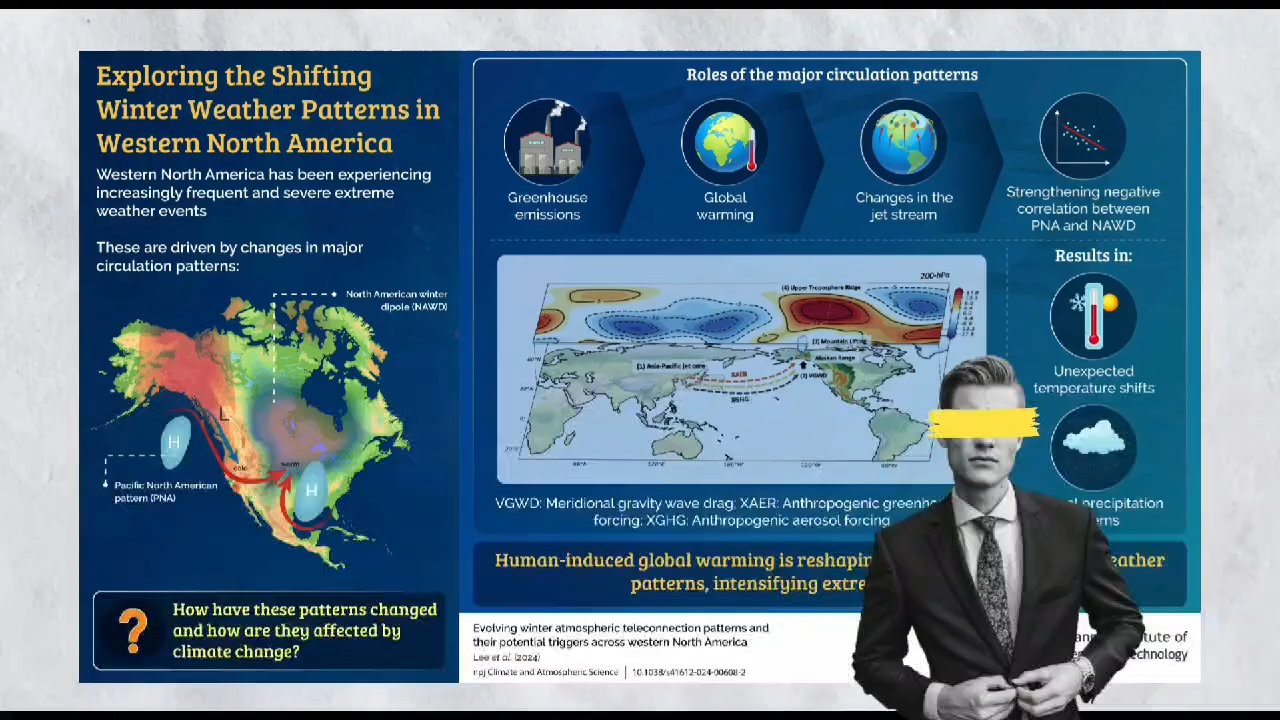 Exploring the Shifting
Winter Weather Patterns in
Western North America
Western North America has been experiencing
increasingly frequent and severe extreme
weather events
These are driven by changes in major
circulation patterns:
North American winter
dipole (NAWD)
H
L
cold
warm
H
Pacific North American
pattern (PNA)
?
How have these patterns changed
and how are they affected by
climate change?
Roles of the major circulation patterns
Greenhouse
emissions
Global
warming
Changes in the
jet stream
Strengthening negative
correlation between
PNA and NAWD
200-hPa
(4) Upper Troposphere Ridge
(3) Mountain Lifting
Alaskan Range
(1) Asia-Pacific jet core
XAER
(2) VGWD
XGHG
VGWD: Meridional gravity wave drag; XAER: Anthropogenic
forcing; XGHG: Anthropogenic aerosol forcing
Results in:
Unexpected
temperature shifts
precipitation
Human-induced global warming is
patterns, intensifying
Evolving winter atmospheric teleconnection patterns and
their potential triggers across western North America
Lee et al. (2024)
npj Climate and Atmospheric Science | 10.1038/s41612-024-00608-2
of